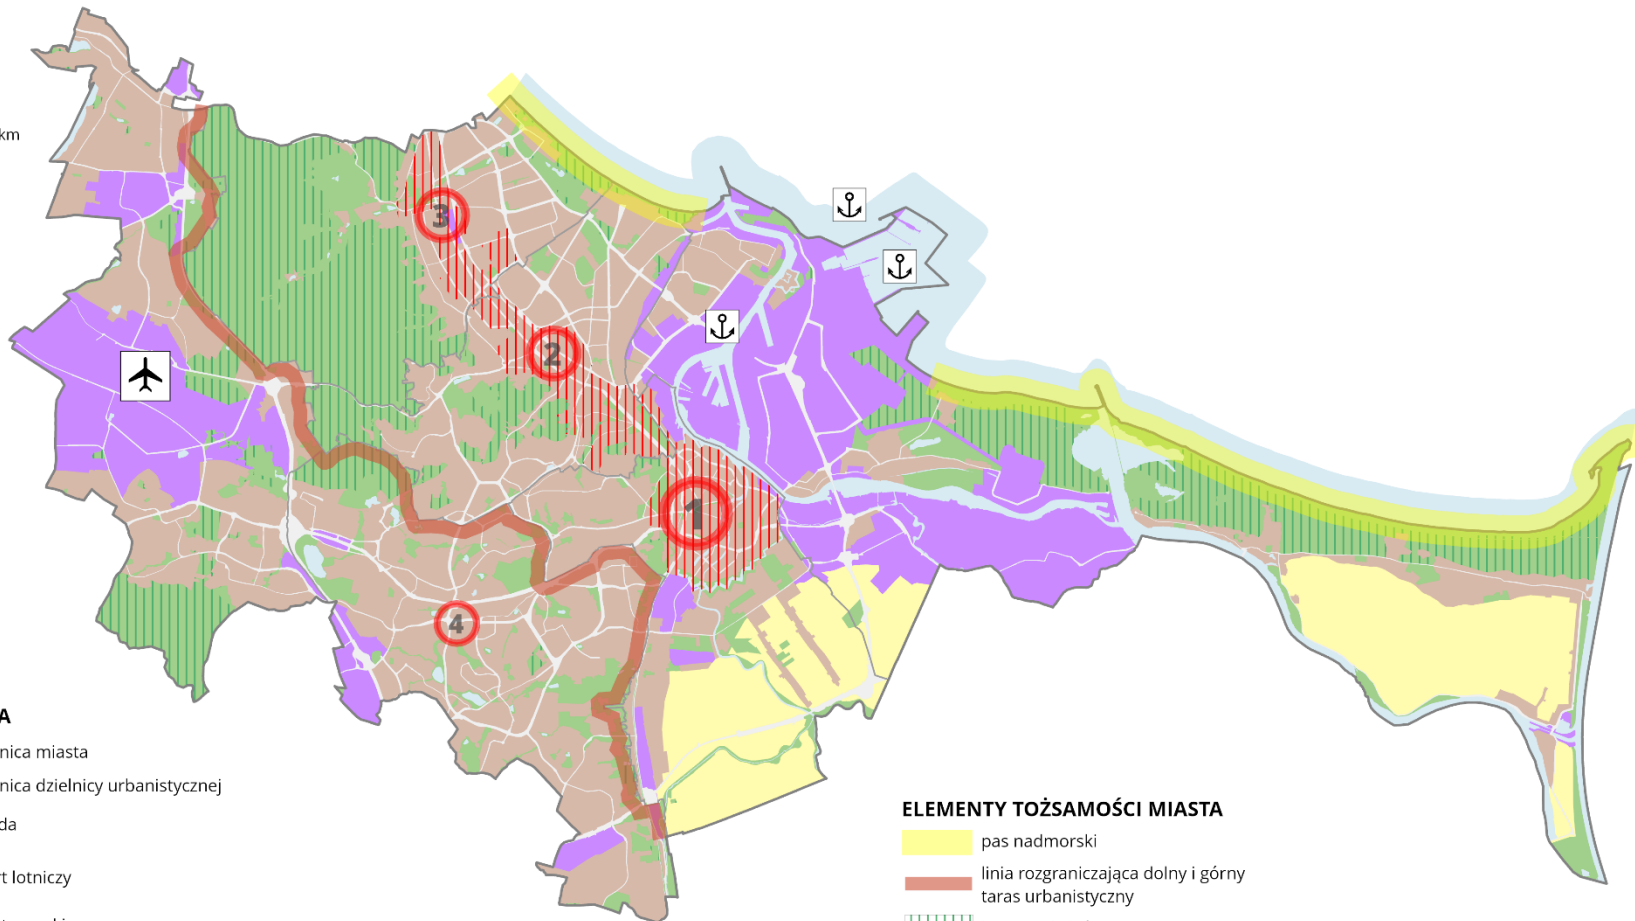 km
3
2
1
4
A
nica miasta
nica dzielnicy urbanistycznej
da
t lotniczy
ELEMENTY TOŻSAMOŚCI MIASTA
pas nadmorski
linia rozgraniczająca dolny i górny
taras urbanistyczny